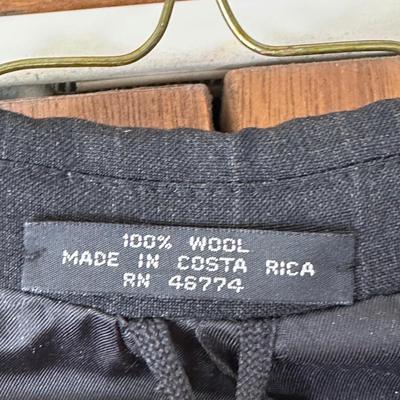 100% WOOL
MADE IN COSTA RICA
RN 46774